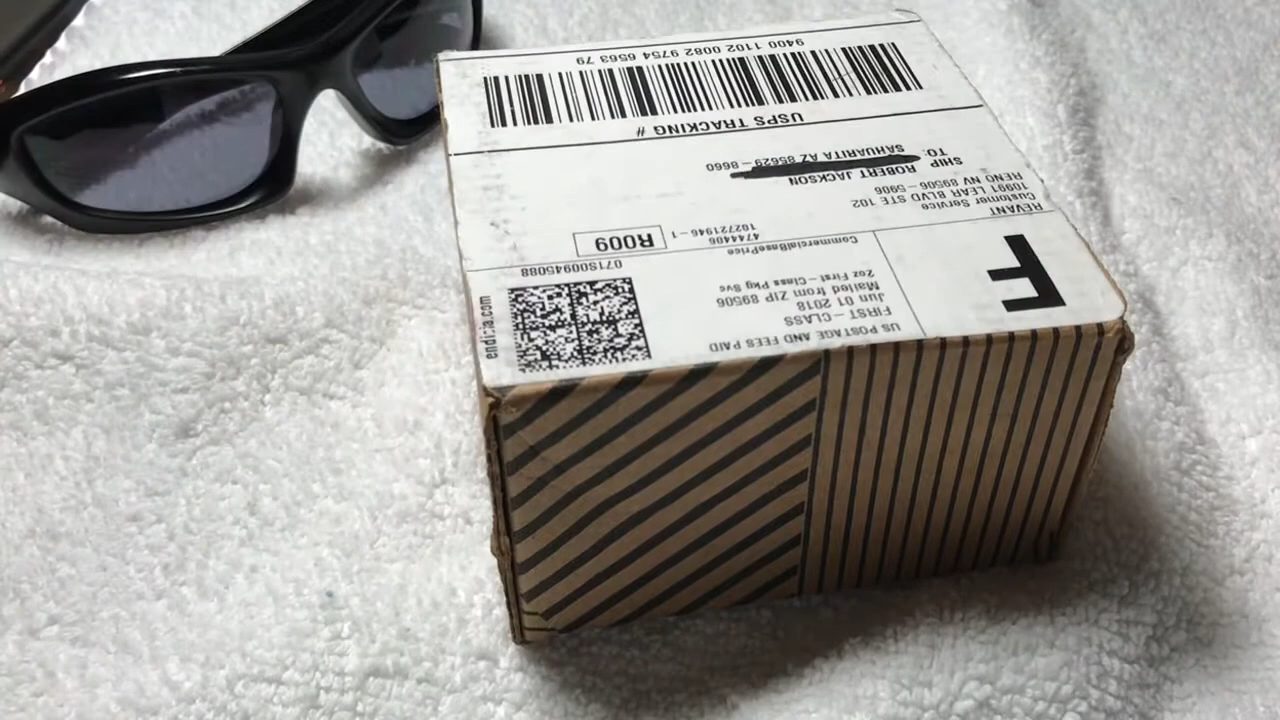 F
US POSTAGE AND FEES PAID
FIRST-CLASS
Jun 01 2018
Mailed from ZIP 89506
2oz First-Class Pkg Svc
CommercialBasePrice
endicia.com
071S00945088
4744406
102721946-1
R009
REVANT
Customer Service
10991 LEAR BLVD STE 102
RENO NV 89506-5906
SHIP
TO:
ROBERT JACKSON
SAHUARITA AZ 85629-8660
USPS TRACKING #
9400 1102 0082 9754 6563 79